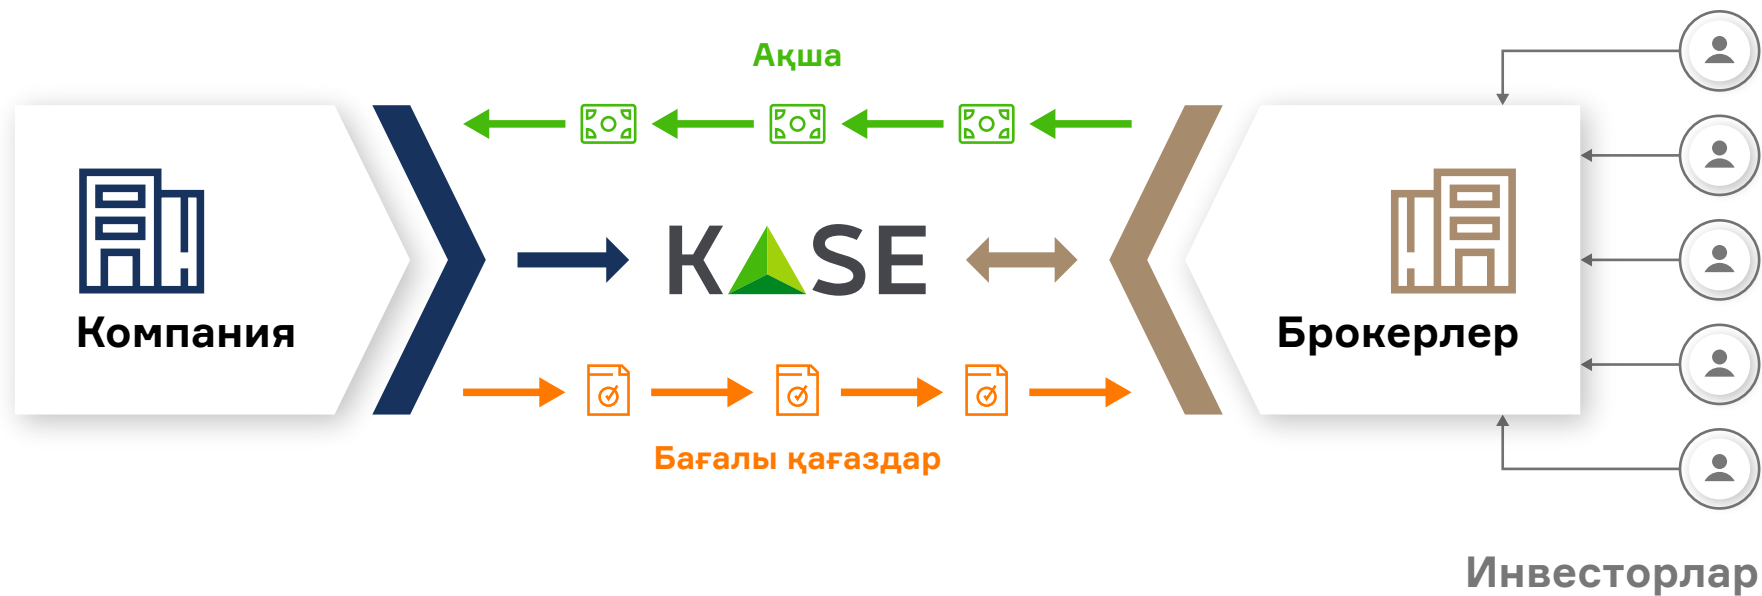 Ақша
KASE
Компания
Брокерлер
Бағалы қағаздар
Инвесторлар